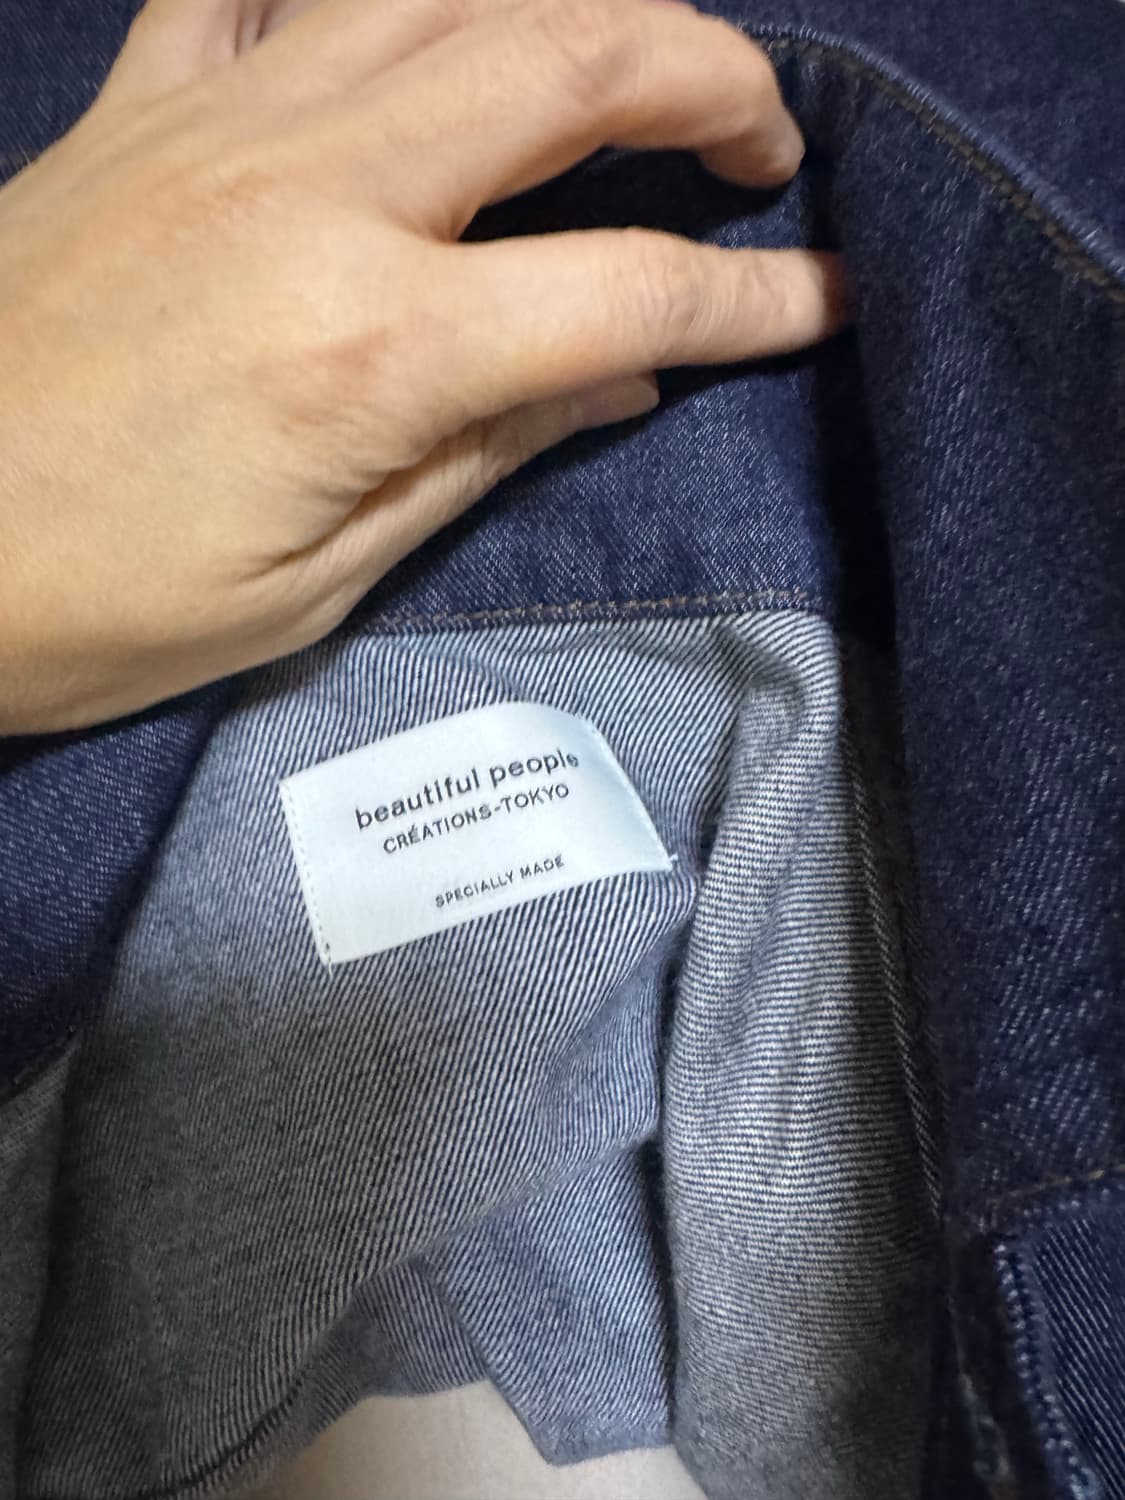 beautiful people
CRÉATIONS-TOKYO
SPECIALLY MADE